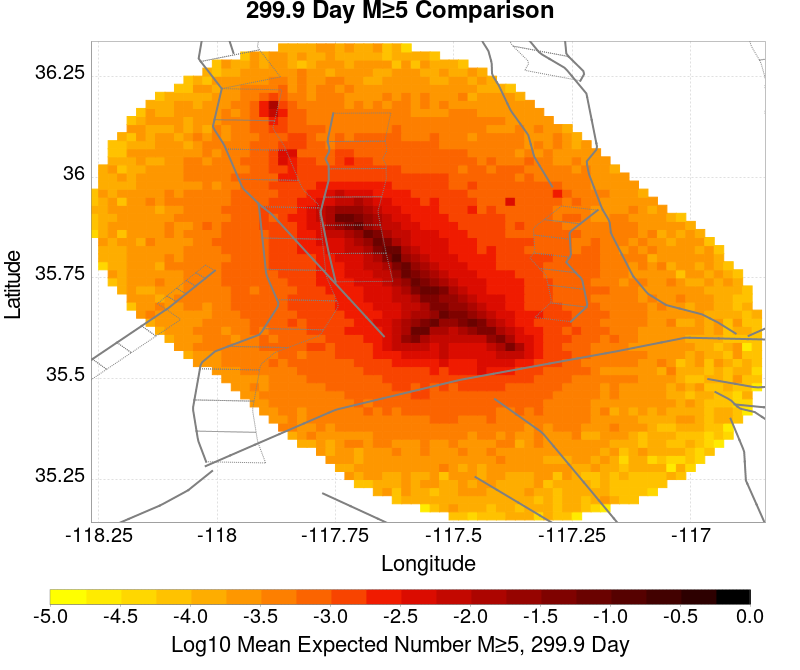 299.9 Day M≥5 Comparison
36.25
36
35.75
35.5
35.25
Latitude
-118.25 -118 -117.75 -117.5 -117.25 -117
Longitude
-5.0 -4.5 -4.0 -3.5 -3.0 -2.5 -2.0 -1.5 -1.0 -0.5 0.0
Log10 Mean Expected Number M≥5, 299.9 Day